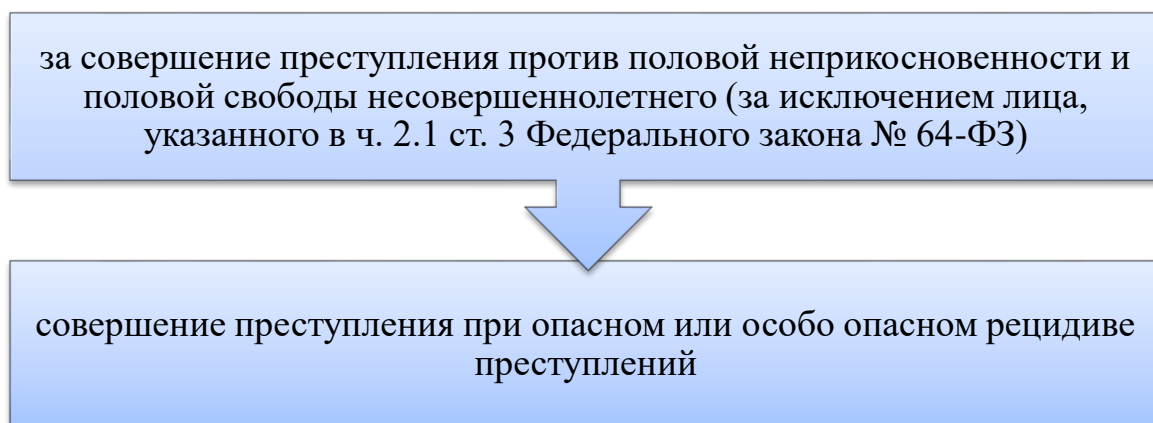 за совершение преступления против половой неприкосновенности и
половой свободы несовершеннолетнего (за исключением лица,
указанного в ч. 2.1 ст. 3 Федерального закона № 64-ФЗ)
совершение преступления при опасном или особо опасном рецидиве
преступлений